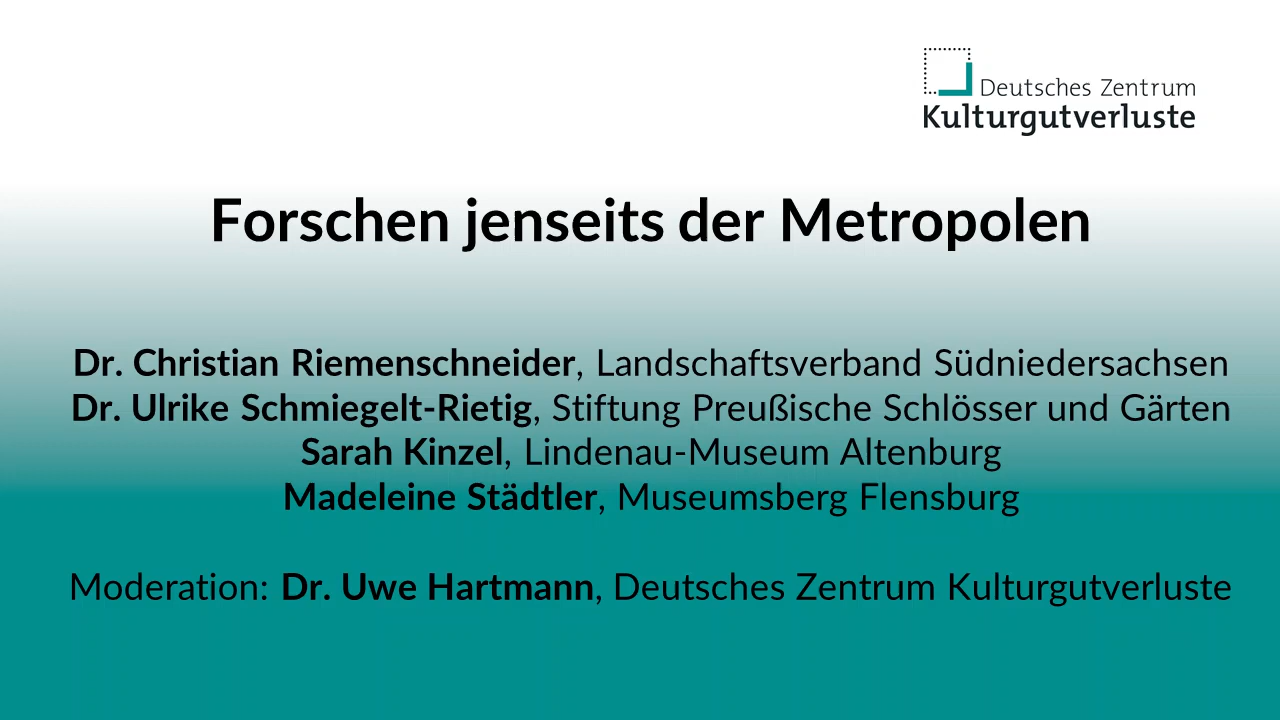 Deutsches Zentrum
Kulturgutverluste
Forschen jenseits der Metropolen
Dr. Christian Riemenschneider, Landschaftsverband Südniedersachsen
Dr. Ulrike Schmiegelt-Rietig, Stiftung Preußische Schlösser und Gärten
Sarah Kinzel, Lindenau-Museum Altenburg
Madeleine Städtler, Museumsberg Flensburg
Moderation: Dr. Uwe Hartmann, Deutsches Zentrum Kulturgutverluste